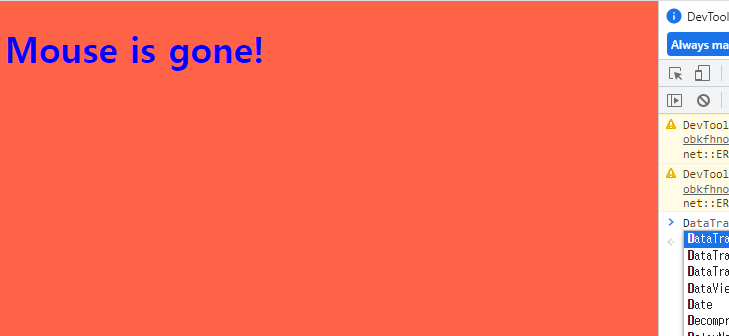 Mouse is gone!
DevTool
Always ma
DevTool
obkfhno
net::ER
DevTool
obkfhno
net::ER
DataTra
DataTra
DataTra
DataTra
DataVie
Date
Decompr